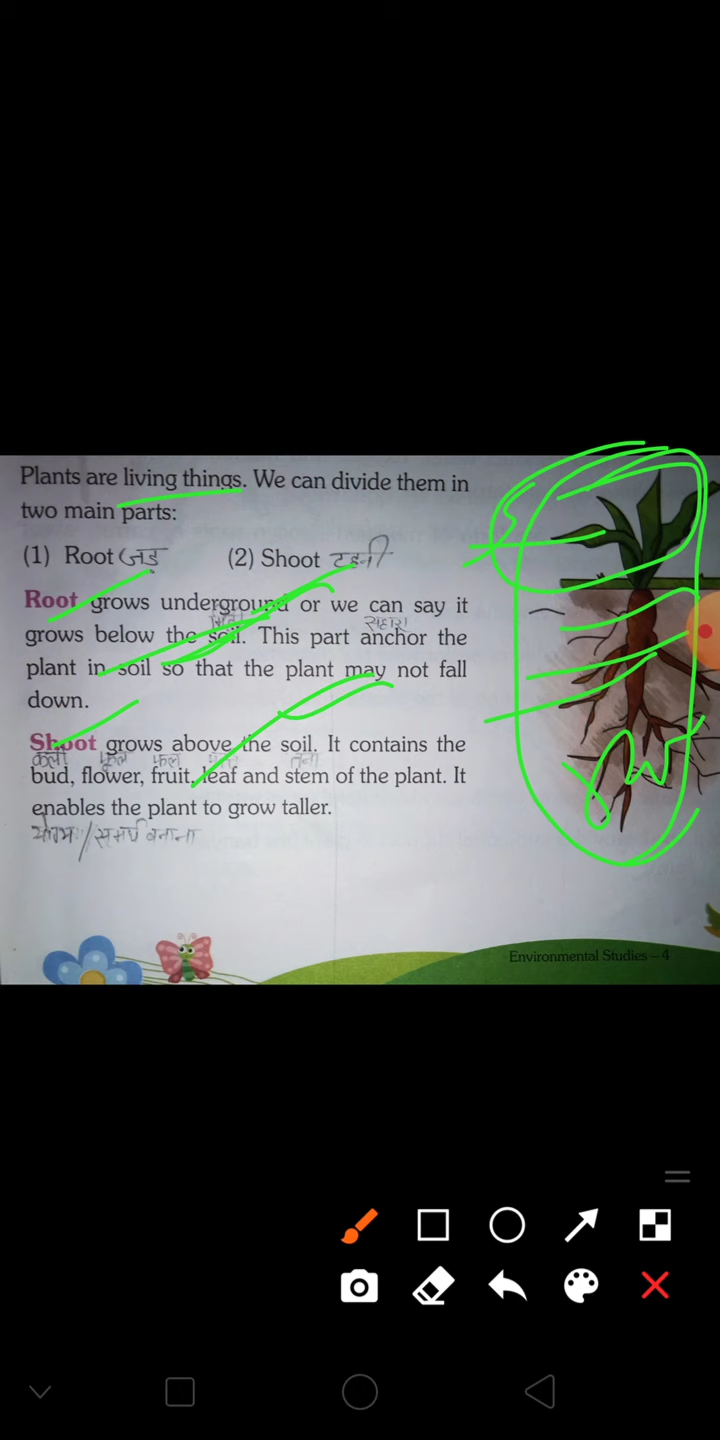 Plants are living things. We can divide them in
two main parts:
(1) Root जड़ (2) Shoot टहनी
Root grows underground or we can say it
मिट्टी सहारा
grows below the soil. This part anchor the
plant in soil so that the plant may not fall
down.
Shoot grows above the soil. It contains the
कली फूल फल तना
bud, flower, fruit, leaf and stem of the plant. It
enables the plant to grow taller.
समर्थ बनाना
Environmental Studies – 4